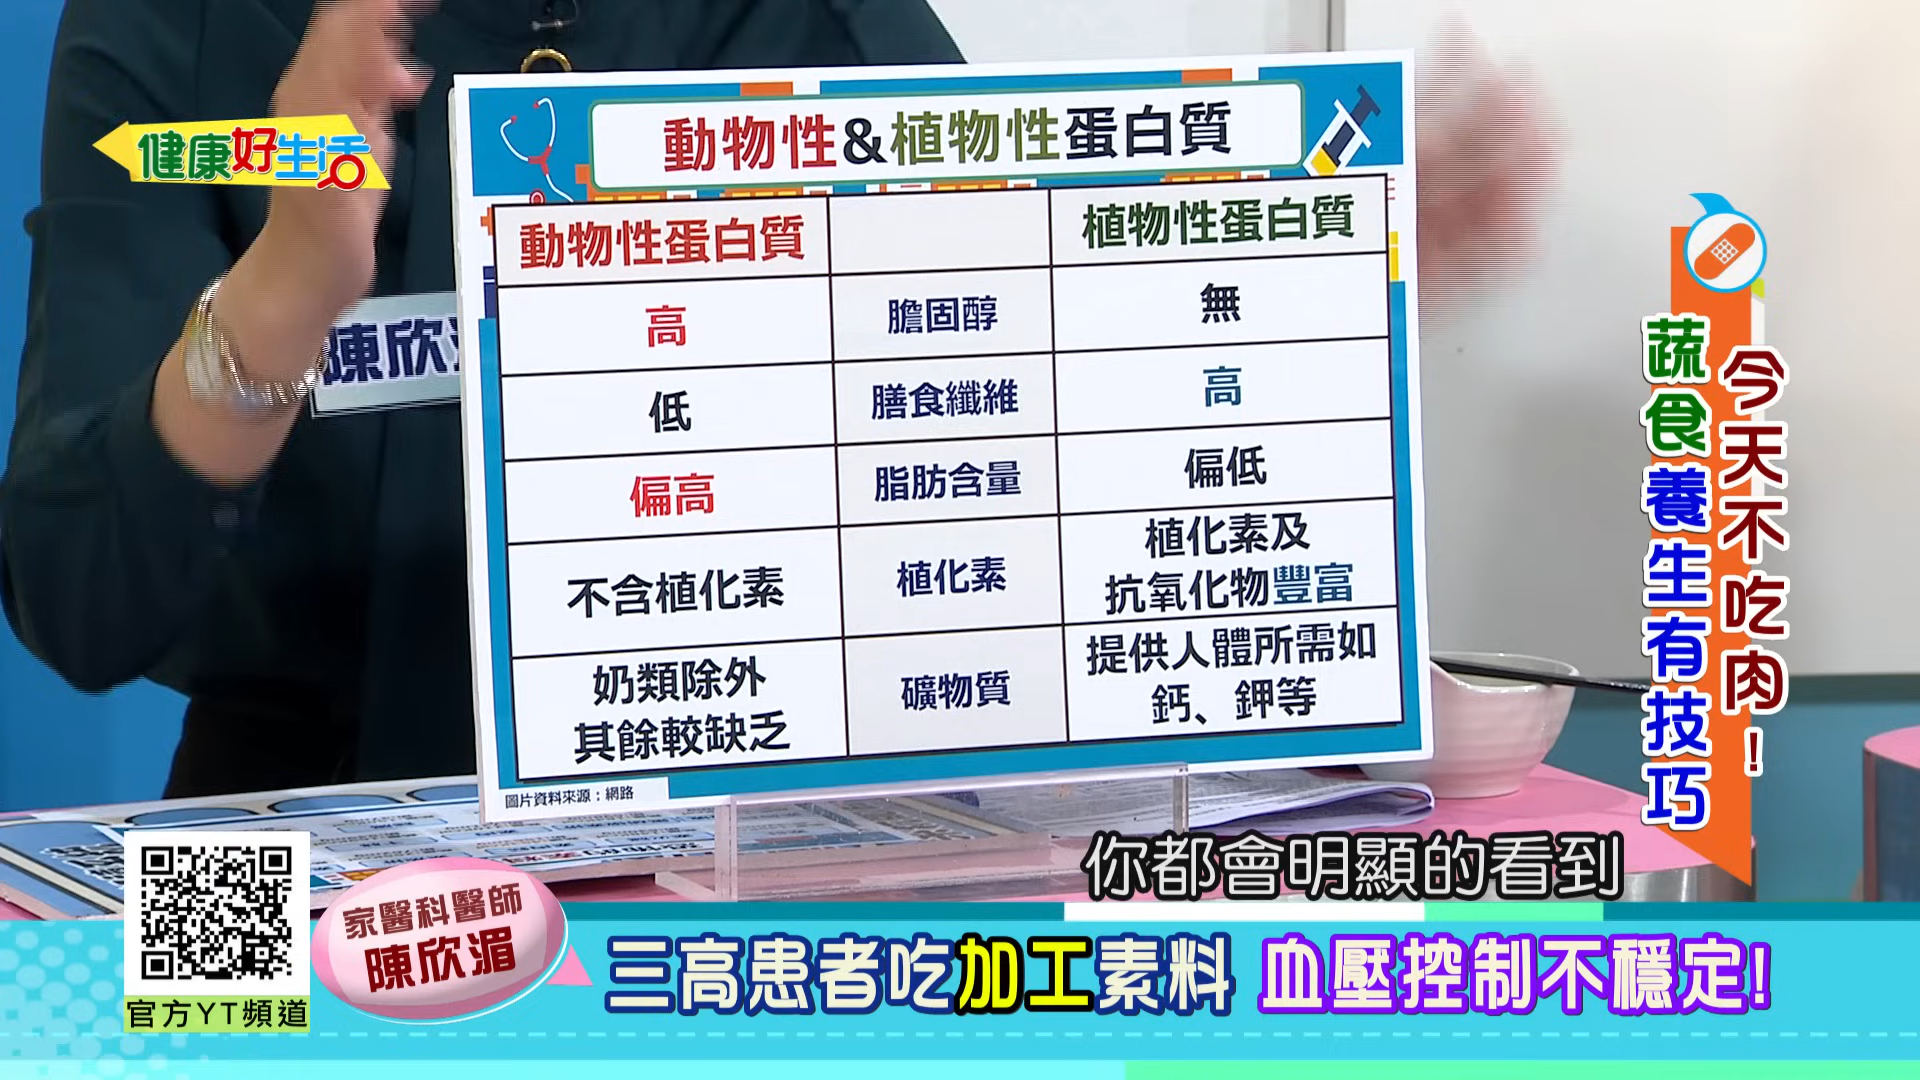 健康好生活
動物性&植物性蛋白質
動物性蛋白質 植物性蛋白質
高 膽固醇 無
低 膳食纖維 高
偏高 脂肪含量 偏低
不含植化素 植化素 植化素及
抗氧化物豐富
奶類除外
其餘較缺乏 礦物質 提供人體所需如
鈣、鉀等
圖片資料來源：網路
陳欣
今天不吃肉！
蔬食養生有技巧
你都會明顯的看到
官方YT頻道
家醫科醫師
陳欣湄
三高患者吃加工素料 血壓控制不穩定!